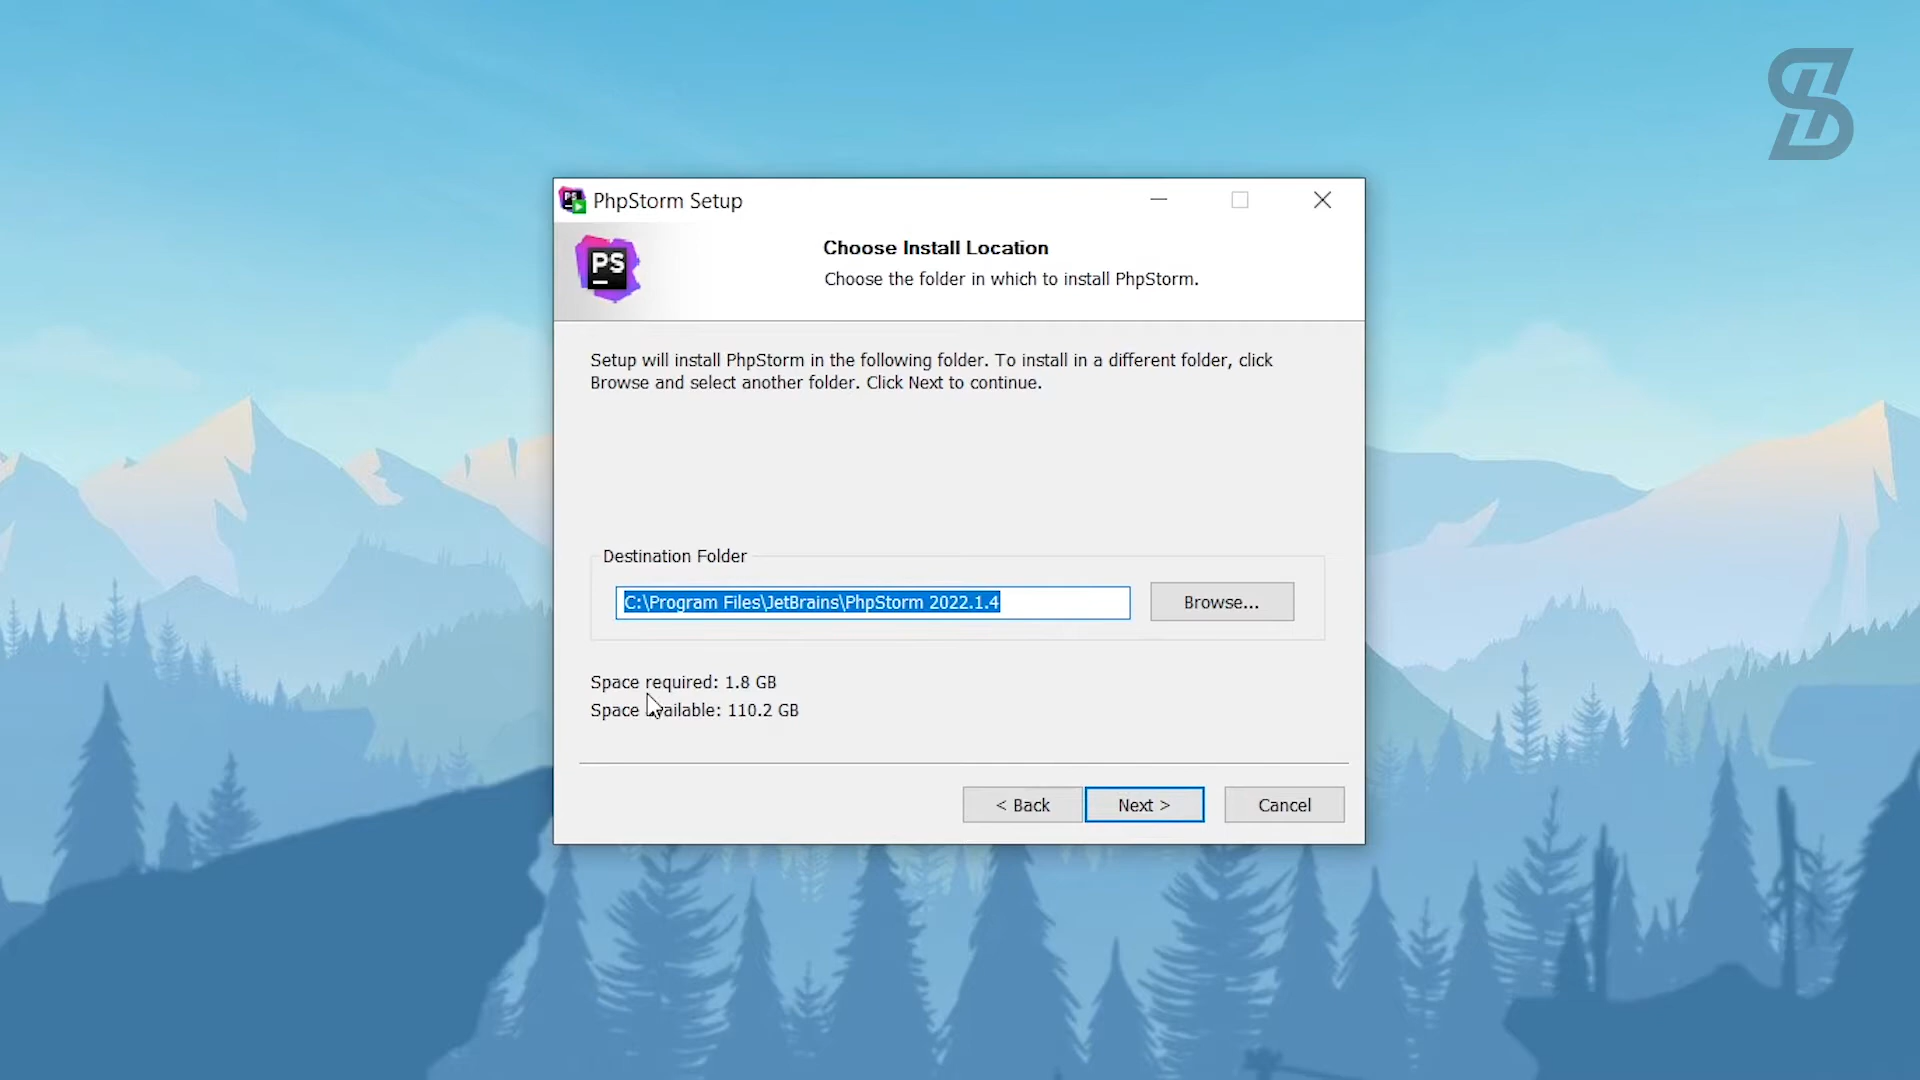 PhpStorm Setup
PS
Choose Install Location
Choose the folder in which to install PhpStorm.
Setup will install PhpStorm in the following folder. To install in a different folder, click
Browse and select another folder. Click Next to continue.
Destination Folder
C:\Program Files\JetBrains\PhpStorm 2022.1.4
Browse...
Space required: 1.8 GB
Space available: 110.2 GB
< Back
Next >
Cancel